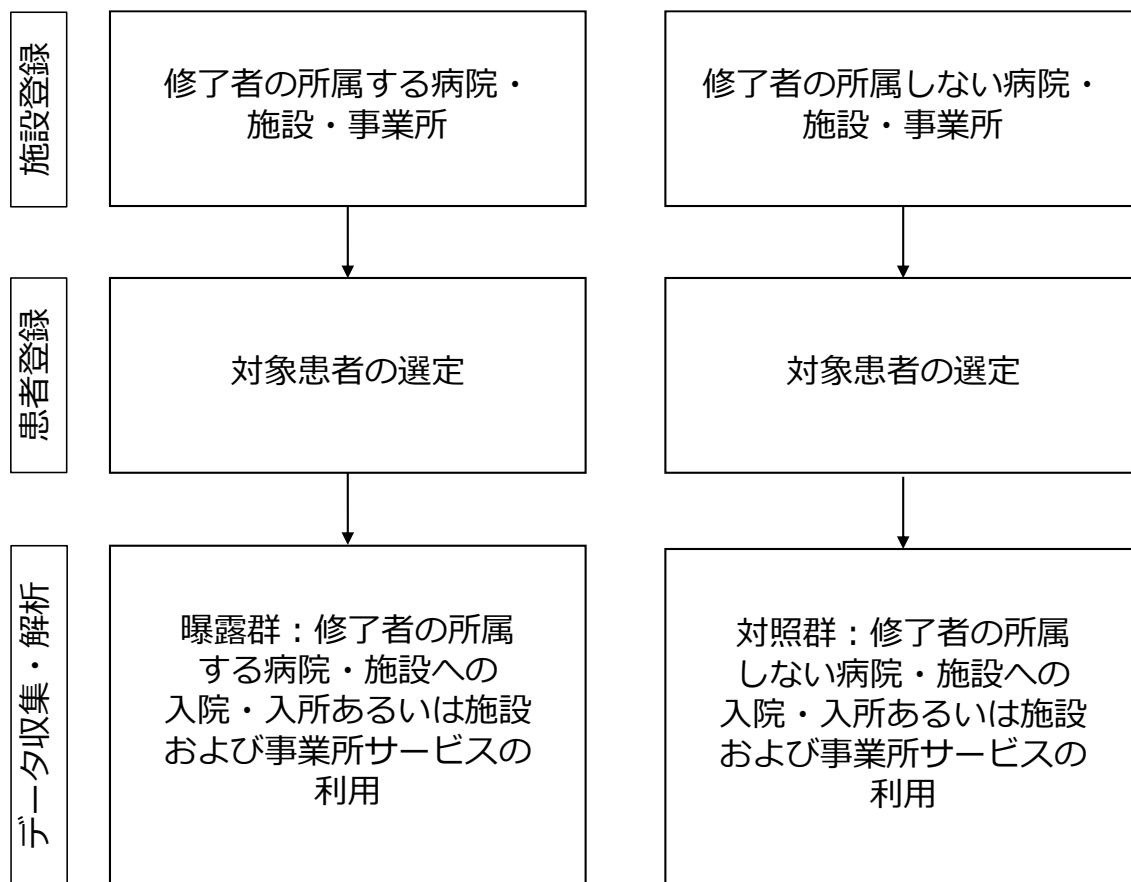 施設登録
修了者の所属する病院・
施設・事業所
修了者の所属しない病院・
施設・事業所
患者登録
対象患者の選定
対象患者の選定
データ収集・解析
曝露群：修了者の所属
する病院・施設への
入院・入所あるいは施設
および事業所サービスの
利用
対照群：修了者の所属
しない病院・施設への
入院・入所あるいは施設
および事業所サービスの
利用